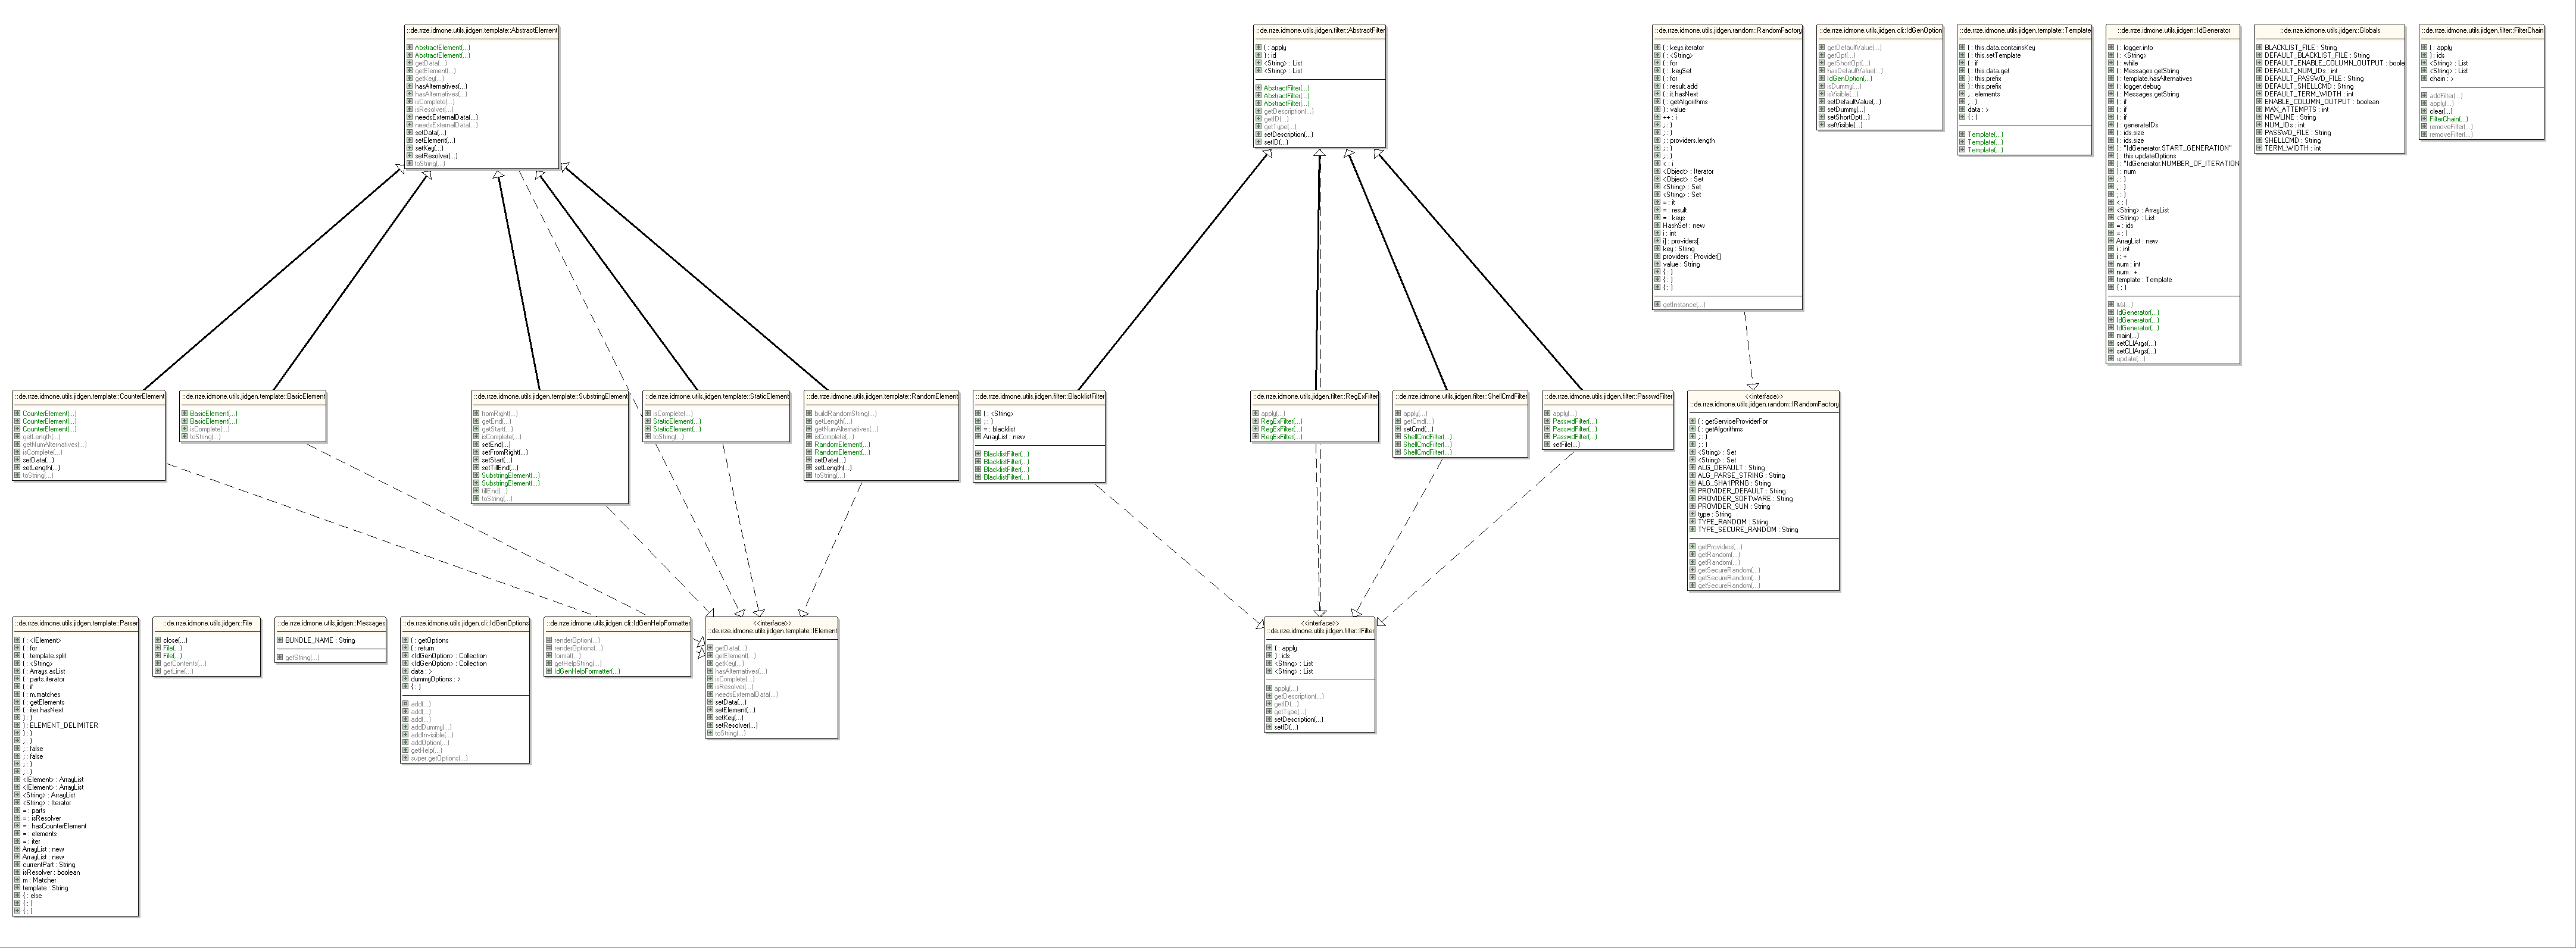 ::de.rrze.idmone.utils.jidgen.template::AbstractElement
AbstractElement(...)
AbstractElement(...)
getData(...)
getElement(...)
getKey(...)
hasAlternatives(...)
hasAlternatives(...)
isComplete(...)
isResolver(...)
needsExternalData(...)
needsExternalData(...)
setData(...)
setElement(...)
setKey(...)
setResolver(...)
toString(...)
::de.rrze.idmone.utils.jidgen.filter::AbstractFilter
( : apply
) : id
<String> : List
<String> : List
AbstractFilter(...)
AbstractFilter(...)
AbstractFilter(...)
getDescription(...)
getID(...)
getType(...)
setDescription(...)
setID(...)
::de.rrze.idmone.utils.jidgen.random::RandomFactory
( : keys.iterator
( : <String>
( : for
( : .keySet
( : for
( : result.add
( : it.hasNext
( : getAlgorithms
) : value
++ : i
; : )
; : )
; : providers.length
; : )
; : )
< : i
<Object> : Iterator
<Object> : Set
<String> : Set
<String> : Set
= : it
= : result
= : keys
HashSet : new
i : int
i] : providers[
key : String
providers : Provider[]
value : String
{ : )
{ : )
{ : )
getInstance(...)
::de.rrze.idmone.utils.jidgen.cli::IdGenOption
getDefaultValue(...)
getOpt(...)
getShortOpt(...)
hasDefaultValue(...)
IdGenOption(...)
isDummy(...)
isVisible(...)
setDefaultValue(...)
setDummy(...)
setShortOpt(...)
setVisible(...)
::de.rrze.idmone.utils.jidgen.template::Template
( : this.data.containsKey
( : this.setTemplate
( : if
( : this.data.get
) : this.prefix
) : this.prefix
; : elements
; : )
data : >
{ : )
Template(...)
Template(...)
Template(...)
::de.rrze.idmone.utils.jidgen::IdGenerator
( : logger.info
( : <String>
( : while
( : Messages.getString
( : template.hasAlternatives
( : logger.debug
( : Messages.getString
( : if
( : if
( : if
( : generateIDs
( : ids.size
( : ids.size
) : "IdGenerator.START_GENERATION"
) : this.updateOptions
) : "IdGenerator.NUMBER_OF_ITERATION
) : num
; : )
; : )
; : )
< : )
<String> : ArrayList
<String> : List
= : ids
= : )
ArrayList : new
i : int
i : +
num : int
num : +
template : Template
{ : )
&&(...)
IdGenerator(...)
IdGenerator(...)
IdGenerator(...)
main(...)
setCLIArgs(...)
setCLIArgs(...)
update(...)
::de.rrze.idmone.utils.jidgen::Globals
BLACKLIST_FILE : String
DEFAULT_BLACKLIST_FILE : String
DEFAULT_ENABLE_COLUMN_OUTPUT : boole
DEFAULT_NUM_IDs : int
DEFAULT_PASSWD_FILE : String
DEFAULT_SHELLCMD : String
DEFAULT_TERM_WIDTH : int
ENABLE_COLUMN_OUTPUT : boolean
MAX_ATTEMPTS : int
NEWLINE : String
NUM_IDs : int
PASSWD_FILE : String
SHELLCMD : String
TERM_WIDTH : int
::de.rrze.idmone.utils.jidgen.filter::FilterChain
( : apply
) : ids
<String> : List
<String> : List
chain : >
addFilter(...)
apply(...)
clear(...)
FilterChain(...)
removeFilter(...)
removeFilter(...)
::de.rrze.idmone.utils.jidgen.template::CounterElement
CounterElement(...)
CounterElement(...)
CounterElement(...)
getLength(...)
getNumAlternatives(...)
isComplete(...)
setData(...)
setLength(...)
toString(...)
::de.rrze.idmone.utils.jidgen.template::BasicElement
BasicElement(...)
BasicElement(...)
isComplete(...)
toString(...)
::de.rrze.idmone.utils.jidgen.template::SubstringElement
fromRight(...)
getEnd(...)
getStart(...)
isComplete(...)
setEnd(...)
setFromRight(...)
setStart(...)
setTillEnd(...)
SubstringElement(...)
SubstringElement(...)
tillEnd(...)
toString(...)
::de.rrze.idmone.utils.jidgen.template::StaticElement
isComplete(...)
StaticElement(...)
StaticElement(...)
toString(...)
::de.rrze.idmone.utils.jidgen.template::RandomElement
buildRandomString(...)
getLength(...)
getNumAlternatives(...)
isComplete(...)
RandomElement(...)
RandomElement(...)
setData(...)
setLength(...)
toString(...)
::de.rrze.idmone.utils.jidgen.filter::BlacklistFilter
( : <String>
; : )
= : blacklist
ArrayList : new
BlacklistFilter(...)
BlacklistFilter(...)
BlacklistFilter(...)
BlacklistFilter(...)
::de.rrze.idmone.utils.jidgen.filter::RegExFilter
apply(...)
RegExFilter(...)
RegExFilter(...)
RegExFilter(...)
::de.rrze.idmone.utils.jidgen.filter::ShellCmdFilter
apply(...)
getCmd(...)
setCmd(...)
ShellCmdFilter(...)
ShellCmdFilter(...)
ShellCmdFilter(...)
::de.rrze.idmone.utils.jidgen.filter::PasswdFilter
apply(...)
PasswdFilter(...)
PasswdFilter(...)
PasswdFilter(...)
setFile(...)
<<interface>>
::de.rrze.idmone.utils.jidgen.random::IRandomFactory
( : getServiceProviderFor
( : getAlgorithms
; : )
; : )
<String> : Set
<String> : Set
ALG_DEFAULT : String
ALG_PARSE_STRING : String
ALG_SHA1PRNG : String
PROVIDER_DEFAULT : String
PROVIDER_SOFTWARE : String
PROVIDER_SUN : String
type : String
TYPE_RANDOM : String
TYPE_SECURE_RANDOM : String
getProviders(...)
getRandom(...)
getRandom(...)
getSecureRandom(...)
getSecureRandom(...)
getSecureRandom(...)
::de.rrze.idmone.utils.jidgen.template::Parser
( : <IElement>
( : for
( : template.split
( : <String>
( : Arrays.asList
( : parts.iterator
( : if
( : m.matches
( : getElements
( : iter.hasNext
) : )
) : ELEMENT_DELIMITER
) : )
; : )
; : false
; : false
; : )
; : )
<IElement> : ArrayList
<IElement> : ArrayList
<String> : ArrayList
<String> : Iterator
= : parts
= : isResolver
= : hasCounterElement
= : elements
= : iter
ArrayList : new
ArrayList : new
currentPart : String
isResolver : boolean
m : Matcher
template : String
{ : else
{ : )
{ : )
::de.rrze.idmone.utils.jidgen::File
close(...)
File(...)
File(...)
getContents(...)
getLine(...)
::de.rrze.idmone.utils.jidgen::Messages
BUNDLE_NAME : String
getString(...)
::de.rrze.idmone.utils.jidgen.cli::IdGenOptions
( : getOptions
( : return
<IdGenOption> : Collection
<IdGenOption> : Collection
data : >
dummyOptions : >
{ : )
add(...)
add(...)
add(...)
addDummy(...)
addInvisible(...)
addOption(...)
getHelp(...)
super.getOptions(...)
::de.rrze.idmone.utils.jidgen.cli::IdGenHelpFormatter
renderOption(...)
renderOptions(...)
format(...)
getHelpString(...)
IdGenHelpFormatter(...)
<<interface>>
::de.rrze.idmone.utils.jidgen.template::IElement
getData(...)
getElement(...)
getKey(...)
hasAlternatives(...)
isComplete(...)
isResolver(...)
needsExternalData(...)
setData(...)
setElement(...)
setKey(...)
setResolver(...)
toString(...)
<<interface>>
::de.rrze.idmone.utils.jidgen.filter::IFilter
( : apply
) : ids
<String> : List
<String> : List
apply(...)
getDescription(...)
getID(...)
getType(...)
setDescription(...)
setID(...)